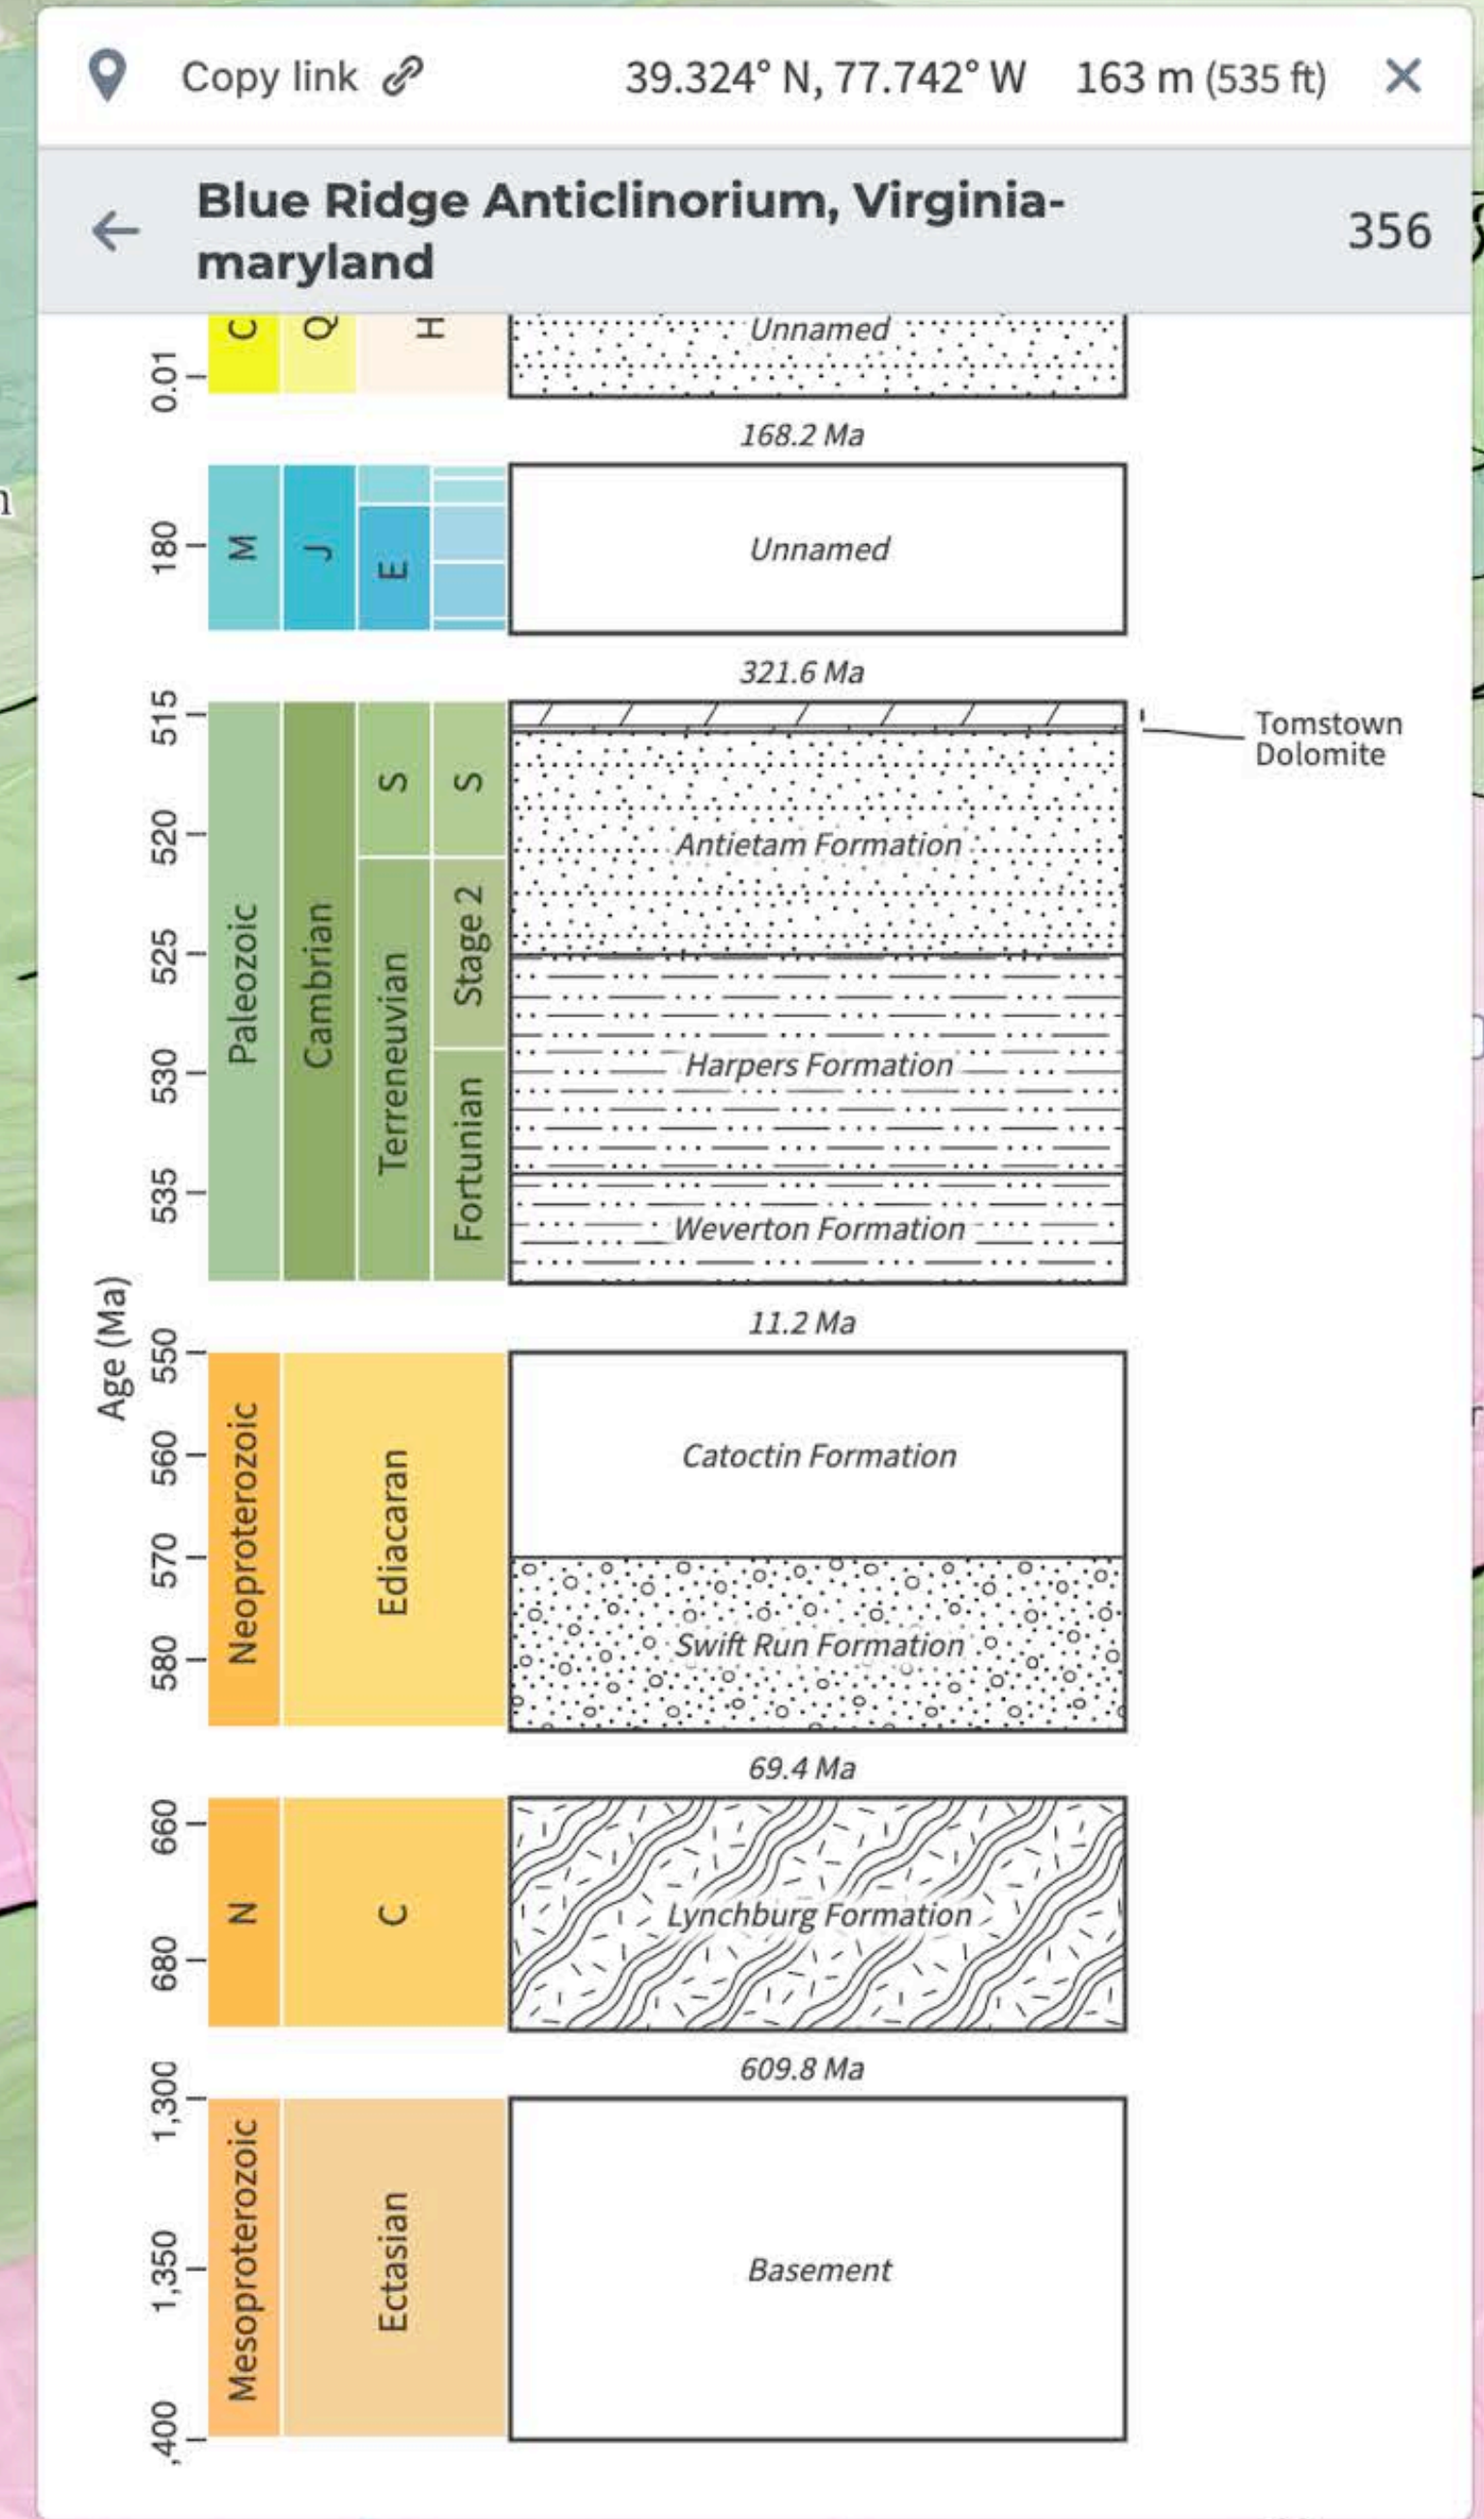 Copy link 39.324° N, 77.742° W 163 m (535 ft)
Blue Ridge Anticlinorium, Virginia-
maryland
356
C Q H Unnamed
0.01
168.2 Ma
180 M J E Unnamed
321.6 Ma
515
Tomstown
Dolomite
S S
520
Antietam Formation
525
Paleozoic Cambrian Terreneuvian Stage 2
530
Harpers Formation
Fortunian
535
Weverton Formation
11.2 Ma
Age (Ma)
550
560
Catoctin Formation
Neoproterozoic Ediacaran
570
580
Swift Run Formation
69.4 Ma
660
N C Lynchburg Formation
680
609.8 Ma
1,300
Mesoproterozoic Ectasian Basement
1,350
,400